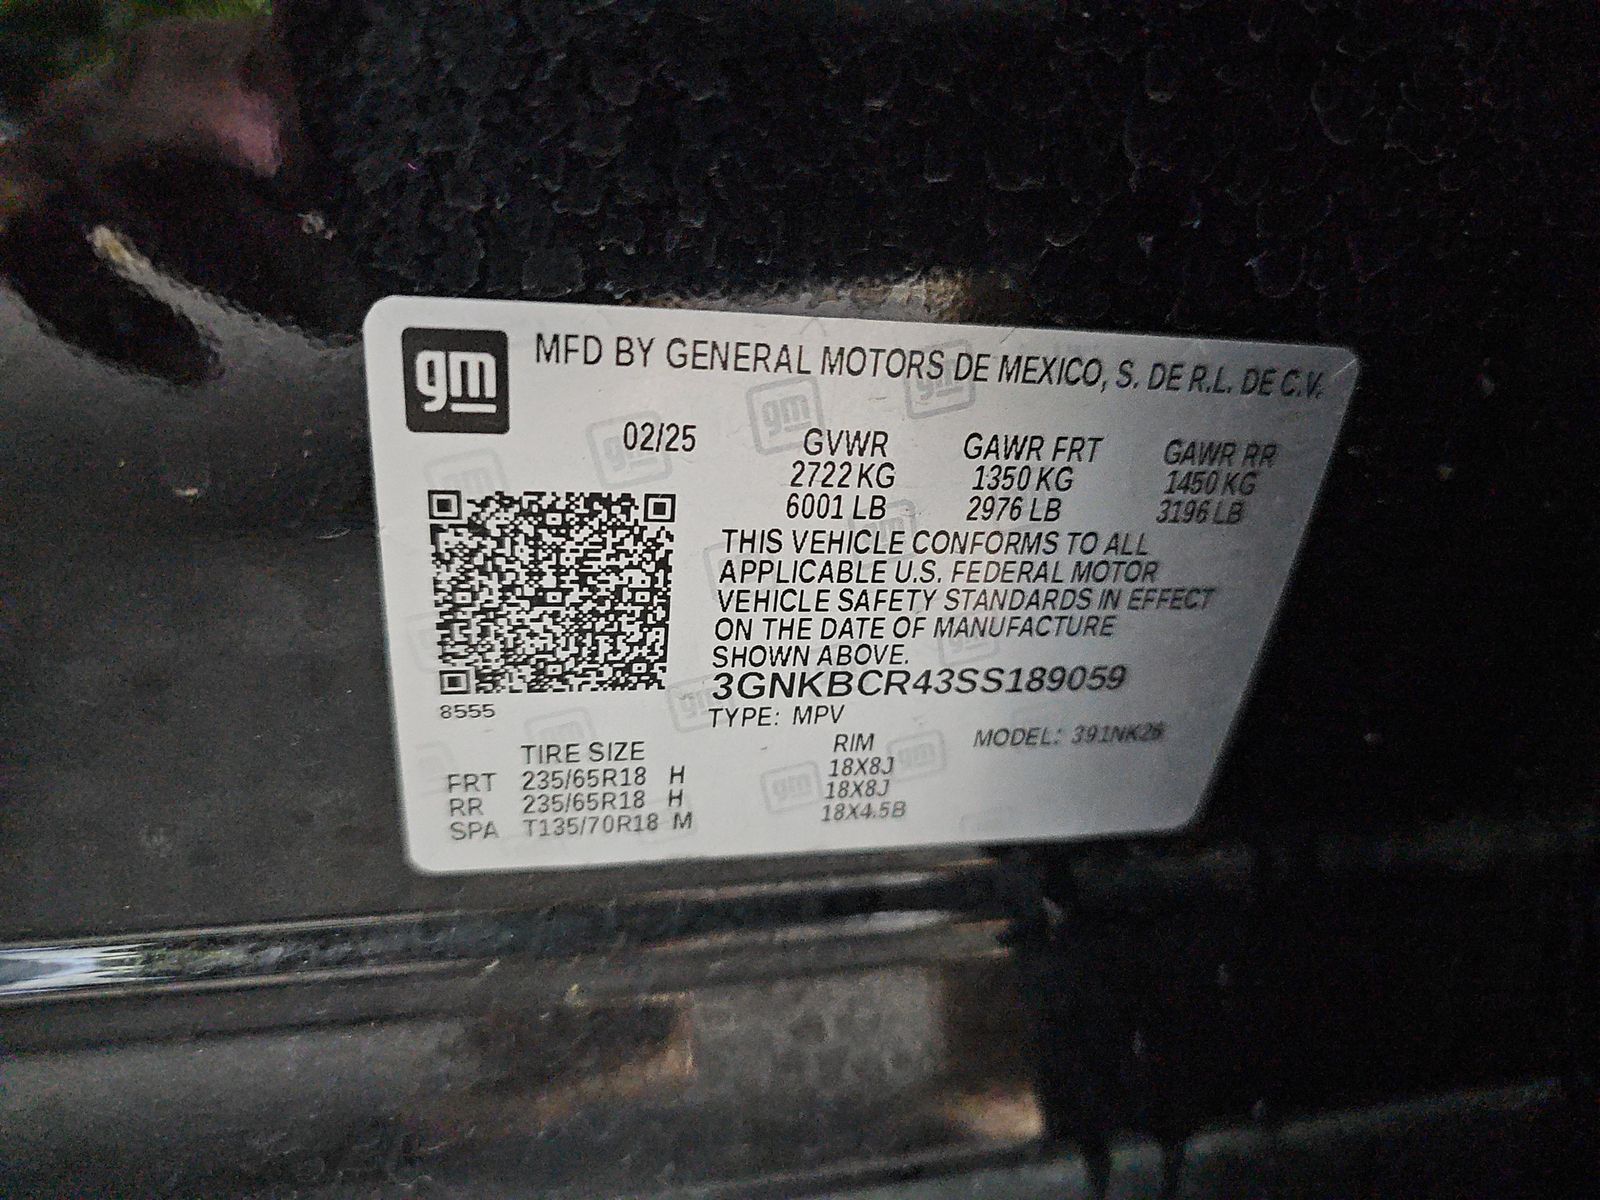 gm
MFD BY GENERAL MOTORS DE MEXICO, S. DE R.L. DE C.V.
02/25 GVWR GAWR FRT GAWR RR
2722 KG 1350 KG 1450 KG
6001 LB 2976 LB 3196 LB
THIS VEHICLE CONFORMS TO ALL
APPLICABLE U.S. FEDERAL MOTOR
VEHICLE SAFETY STANDARDS IN EFFECT
ON THE DATE OF MANUFACTURE
SHOWN ABOVE.
3GNKBCR43SS189059
8555
TYPE: MPV
MODEL: 391NK26
TIRE SIZE RIM
FRT 235/65R18 H 18X8J
RR 235/65R18 H 18X8J
SPA T135/70R18 M 18X4.5B